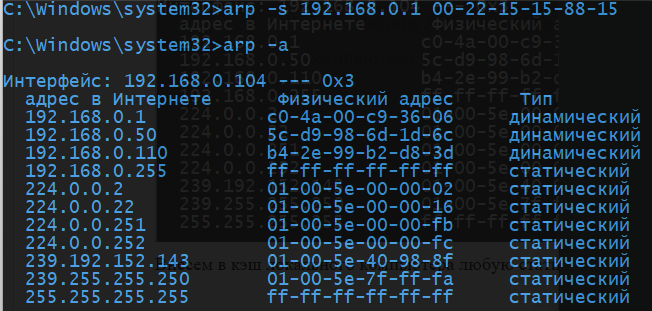 C:\Windows\system32>arp -s 192.168.0.1 00-22-15-15-88-15
C:\Windows\system32>arp -a
Интерфейс: 192.168.0.104 --- 0x3
адрес в Интернете Физический адрес Тип
192.168.0.1 c0-4a-00-c9-36-06 динамический
192.168.0.50 5c-d9-98-6d-1d-6c динамический
192.168.0.110 b4-2e-99-b2-d8-3d динамический
192.168.0.255 ff-ff-ff-ff-ff-ff статический
224.0.0.2 01-00-5e-00-00-02 статический
224.0.0.22 01-00-5e-00-00-16 статический
224.0.0.251 01-00-5e-00-00-fb статический
224.0.0.252 01-00-5e-00-00-fc статический
239.192.152.143 01-00-5e-40-98-8f статический
239.255.255.250 01-00-5e-7f-ff-fa статический
255.255.255.255 ff-ff-ff-ff-ff-ff статический